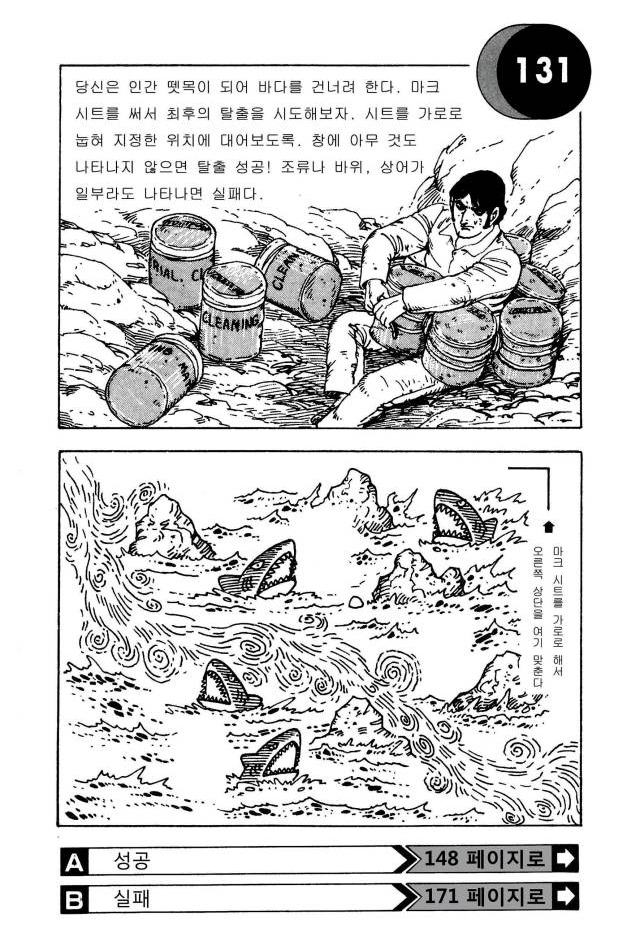 131
당신은 인간 뗏목이 되어 바다를 건너려 한다. 마크
시트를 써서 최후의 탈출을 시도해보자. 시트를 가로로
눕혀 지정한 위치에 대어보도록. 창에 아무 것도
나타나지 않으면 탈출 성공! 조류나 바위, 상어가
일부라도 나타나면 실패다.
RIAL. CL
CLEAN
CLEANING
NG M
마크 시트를 가로로 해서
오른쪽 상단을 여기 맞춘다
A 성공 148 페이지로
B 실패 171 페이지로